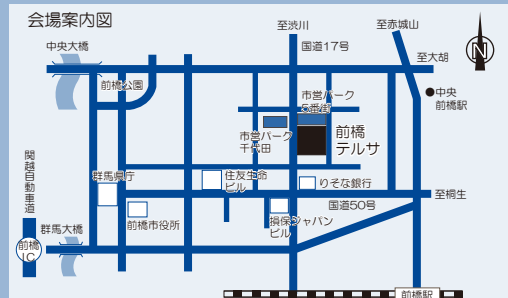 会場案内図
至渋川
至赤城山
中央大橋
国道17号
N
至大胡
前橋公園
市営パーク
5番街
中央
前橋駅
市営パーク
千代田
前橋
テルサ
関越自動車道
群馬県庁
住友生命
ビル
りそな銀行
至桐生
国道50号
前橋市役所
損保ジャパン
ビル
群馬大橋
前橋
IC
前橋駅